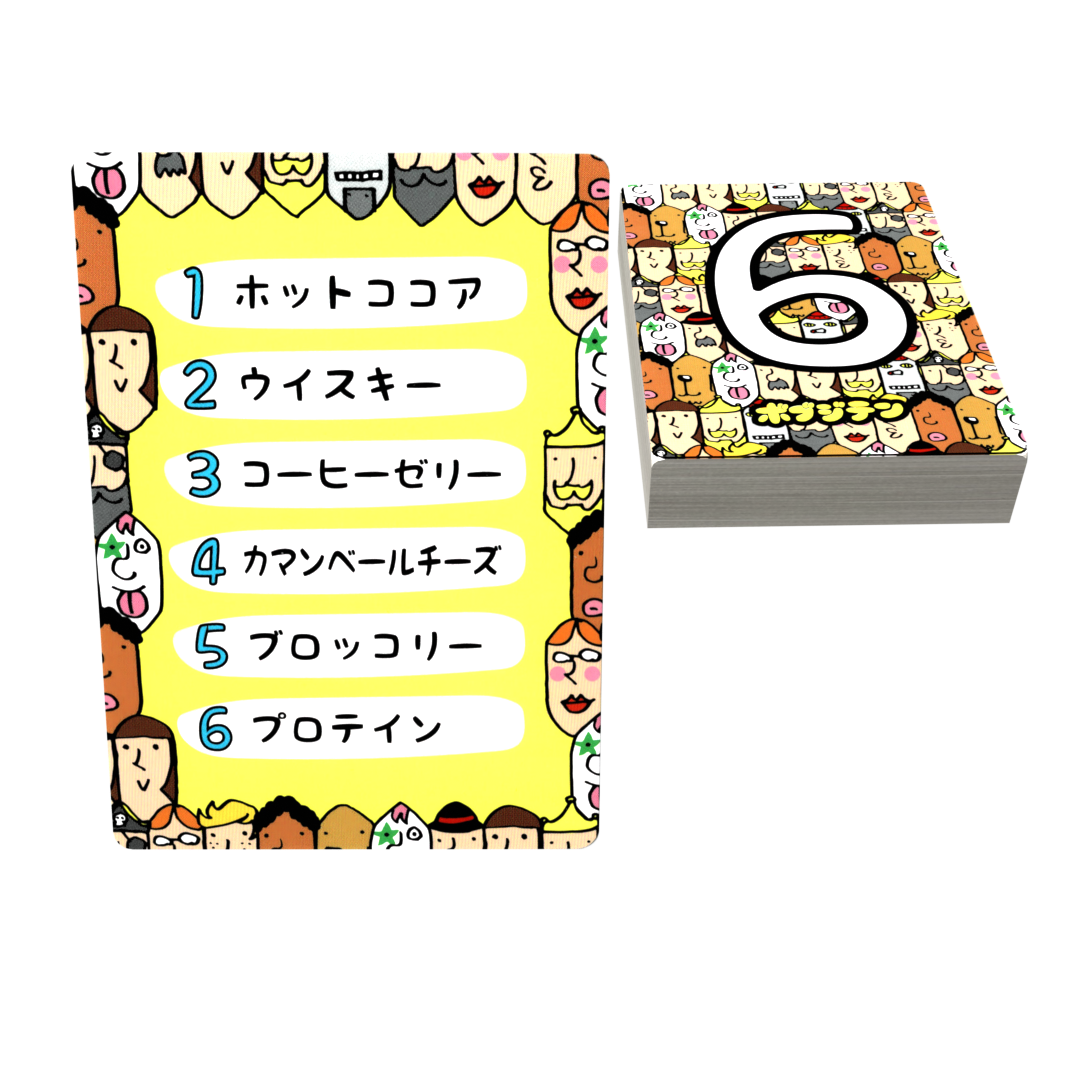 1 ホットココア
2 ウイスキー
3 コーヒーゼリー
4 カマンベールチーズ
5 ブロッコリー
6 プロテイン
6
ボブジテン